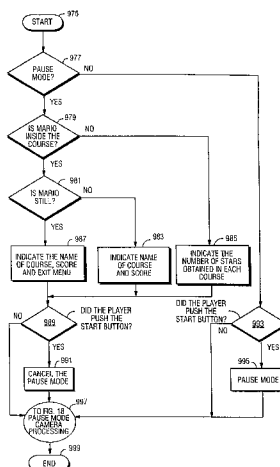 START
976
PAUSE MODE?
977
NO
YES
IS MARIO
INSIDE THE
COURSE?
979
NO
YES
IS MARIO
STILL?
981
NO
YES
INDICATE THE NAME
OF COURSE, SCORE
AND EXIT MENU
987
INDICATE NAME
OF COURSE
AND SCORE
983
INDICATE THE
NUMBER OF STARS
OBTAINED IN EACH
COURSE
985
NO
989
DID THE PLAYER
PUSH THE
START BUTTON?
YES
DID THE PLAYER
PUSH THE
START BUTTON?
993
NO
YES
991
CANCEL THE
PAUSE MODE
995
PAUSE MODE
997
TO FIG. 18
PAUSE MODE
CAMERA
PROCESSING
999
END